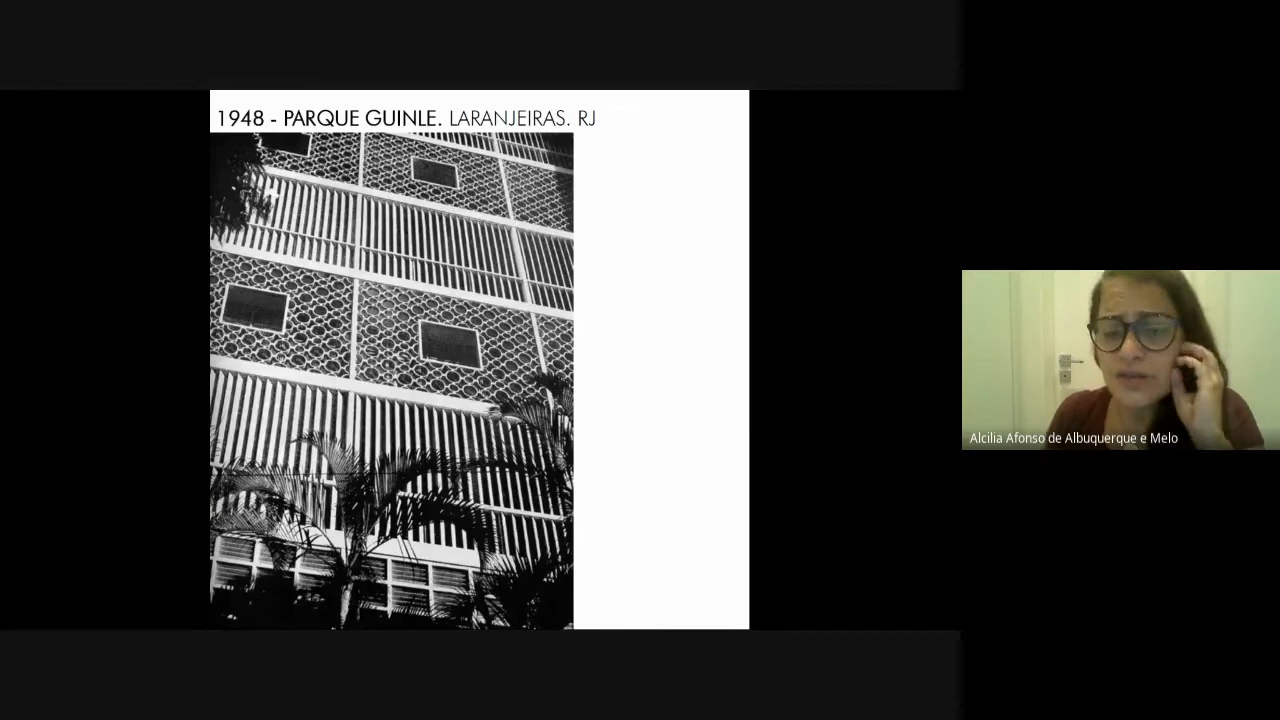 1948 - PARQUE GUINLE. LARANJEIRAS. RJ
Alcilia Afonso de Albuquerque e Melo